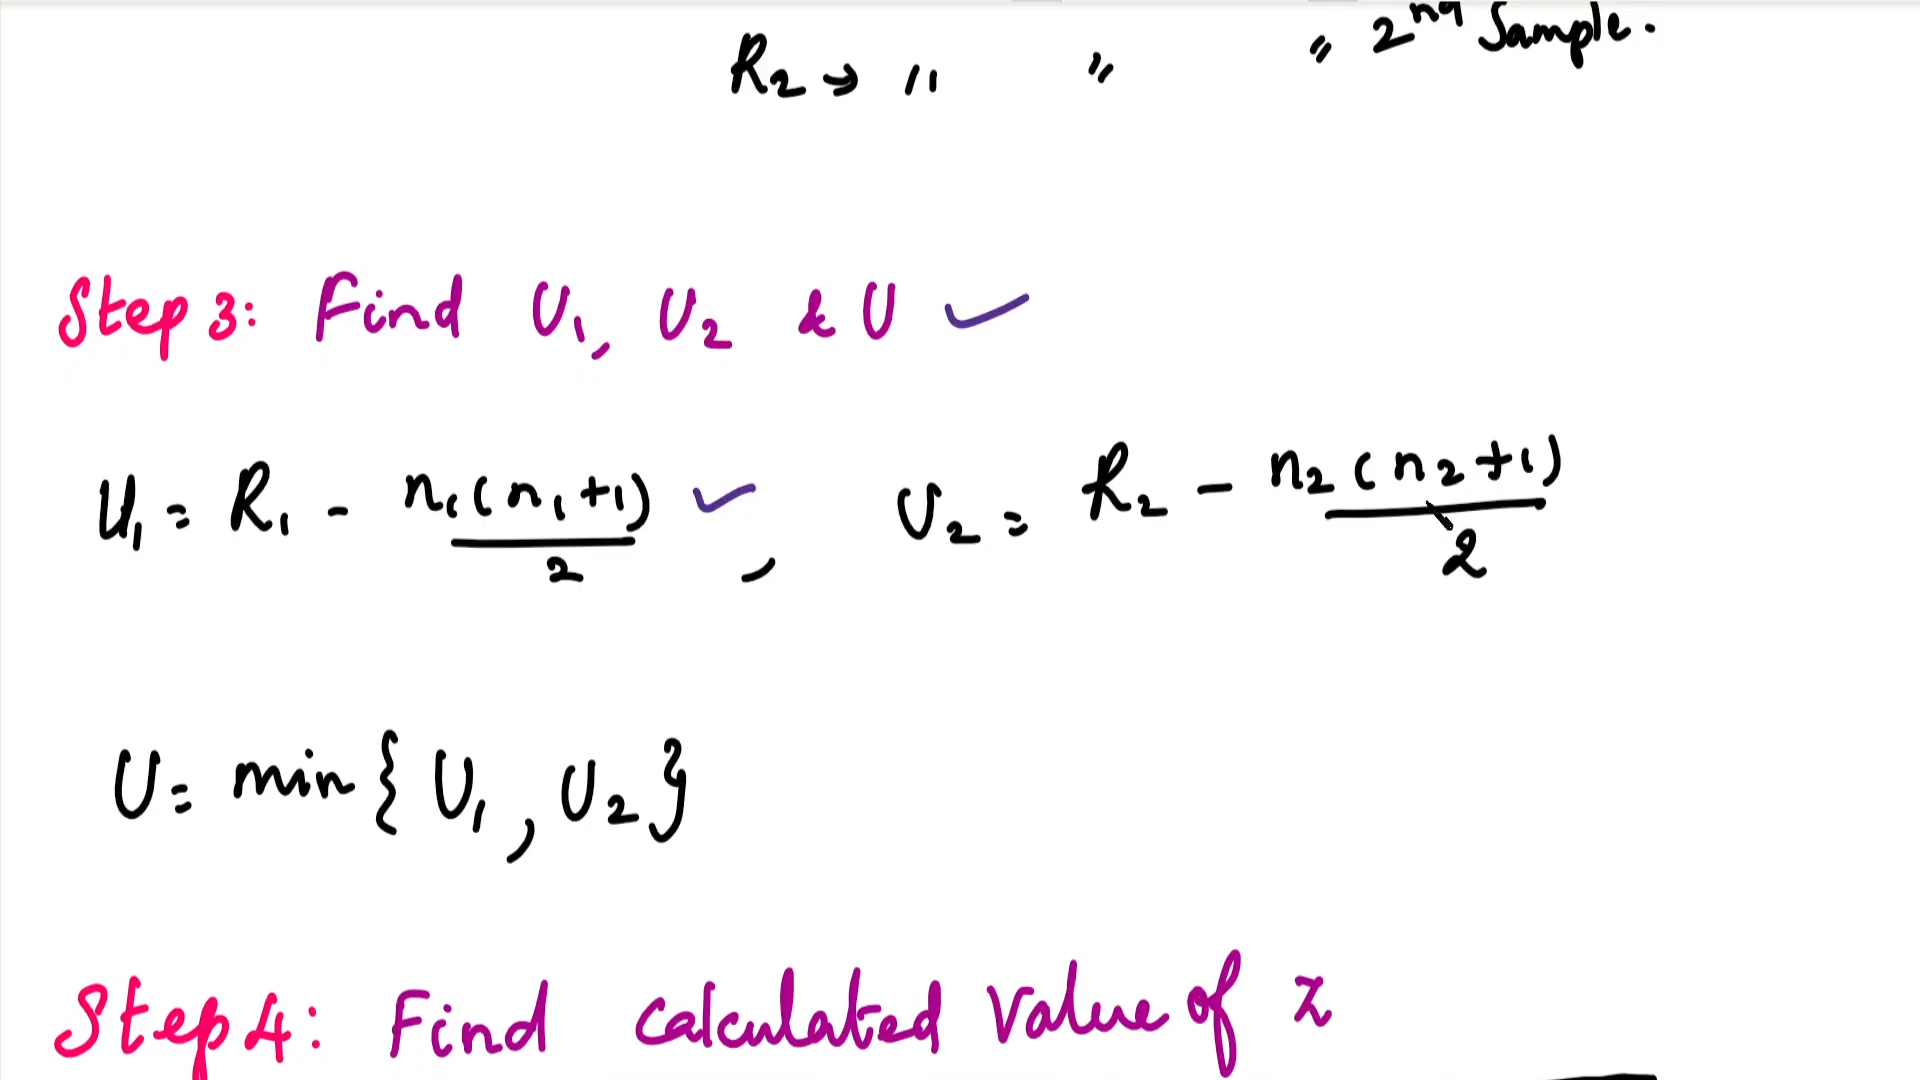 R₂ → " " " 2nd Sample.
Step 3: Find U₁, U₂ & U ✓
U₁ = R₁ - n₁(n₁+1)/2 ✓ , U₂ = R₂ - n₂(n₂+1)/2
U = min { U₁ , U₂ }
Step 4: Find calculated value of z